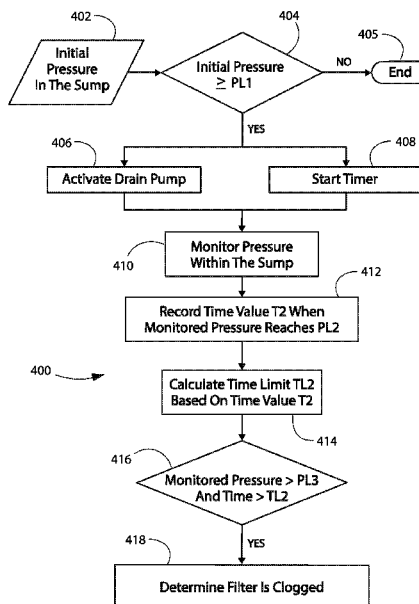 402
Initial
Pressure
In The Sump
404
Initial Pressure
≥ PL1
NO
405
End
YES
406
Activate Drain Pump
408
Start Timer
410
Monitor Pressure
Within The Sump
412
Record Time Value T2 When
Monitored Pressure Reaches PL2
400
Calculate Time Limit TL2
Based On Time Value T2
414
416
Monitored Pressure > PL3
And Time > TL2
YES
418
Determine Filter Is Clogged